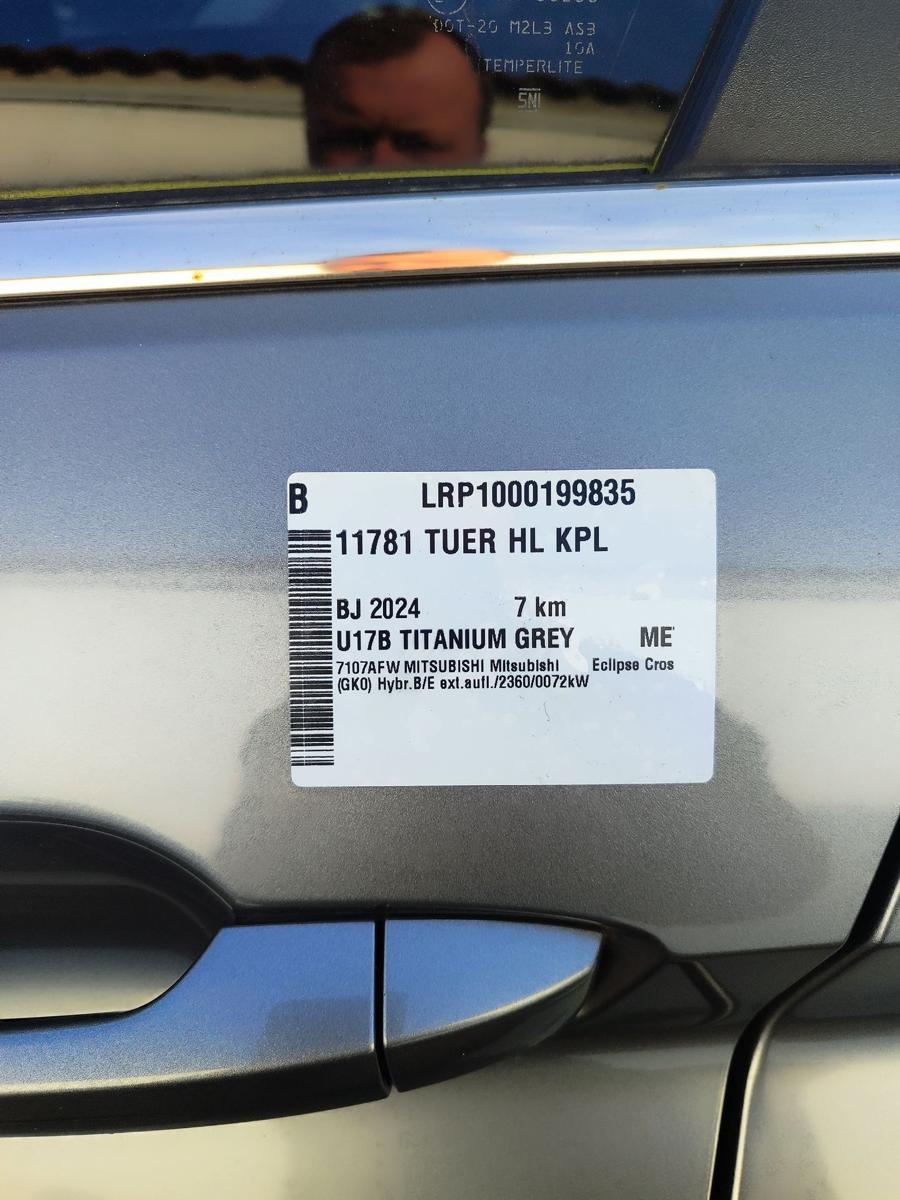 DOT-20 M2L3 AS3
10A
TEMPERLITE
SNI
B LRP1000199835
11781 TUER HL KPL
BJ 2024 7 km
U17B TITANIUM GREY ME
7107AFW MITSUBISHI Mitsubishi Eclipse Cros
(GK0) Hybr.B/E ext.aufl./2360/0072kW